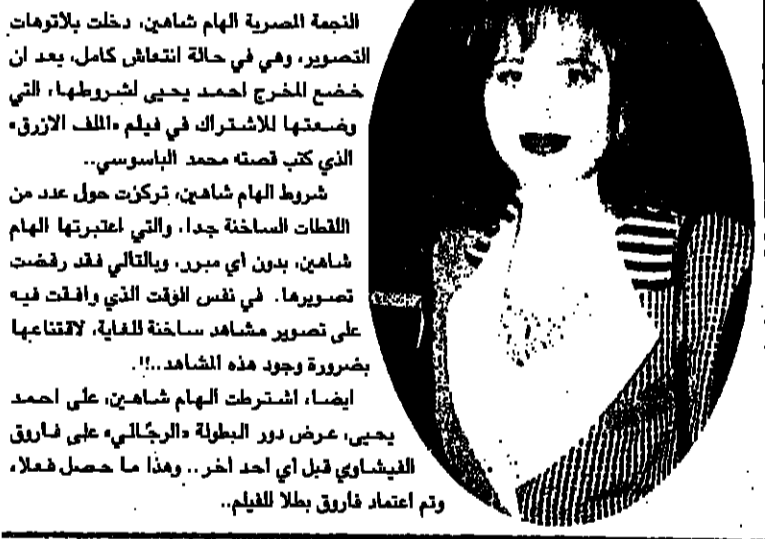 النجمة المصرية الهام شاهين، دخلت بلاتوهات
التصوير، وهي في حالة انتعاش كامل، بعد ان
خضع المخرج احمد يحيى لشروطها، التي
وضعتها للاشتراك في فيلم «الملف الازرق»
الذي كتب قصته محمد الباسوسي..
شروط الهام شاهين، تركزت حول عدد من
اللقطات الساخنة جدا، والتي اعتبرتها الهام
شاهين، بدون اي مبرر، وبالتالي فقد رفضت
تصويرها. في نفس الوقت الذي وافقت فيه
على تصوير مشاهد ساخنة للغاية، لاقتناعها
بضرورة وجود هذه المشاهد..!!.
ايضا، اشترطت الهام شاهين، على احمد
يحيى، عرض دور البطولة «الرجّالي» على فاروق
الفيشاوي قبل اي احد اخر.. وهذا ما حصل فعلا،
وتم اعتماد فاروق بطلا للفيلم..